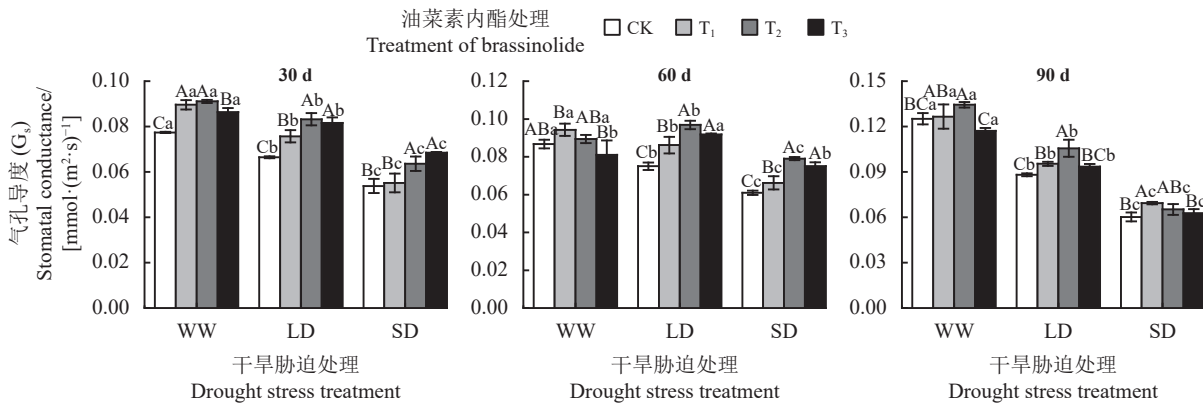 油菜素内酯处理
Treatment of brassinolide
CK T₁ T₂ T₃
气孔导度 (Gₛ)
Stomatal conductance/
[mmol·(m²·s)⁻¹]
30 d
0.10
0.08
0.06
0.04
0.02
0.00
Ca Aa Aa Ba
Cb Bb Ab Ab
Bc Bc Ac Ac
WW LD SD
干旱胁迫处理
Drought stress treatment
60 d
0.12
0.10
0.08
0.06
0.04
0.02
0.00
ABa Ba ABa Bb
Cb Bb Ab Aa
Cc Bc Ac Ab
WW LD SD
干旱胁迫处理
Drought stress treatment
90 d
0.15
0.12
0.09
0.06
0.03
0.00
BCa ABa Aa Ca
Cb Bb Ab BCb
Bc Ac ABc Bc
WW LD SD
干旱胁迫处理
Drought stress treatment